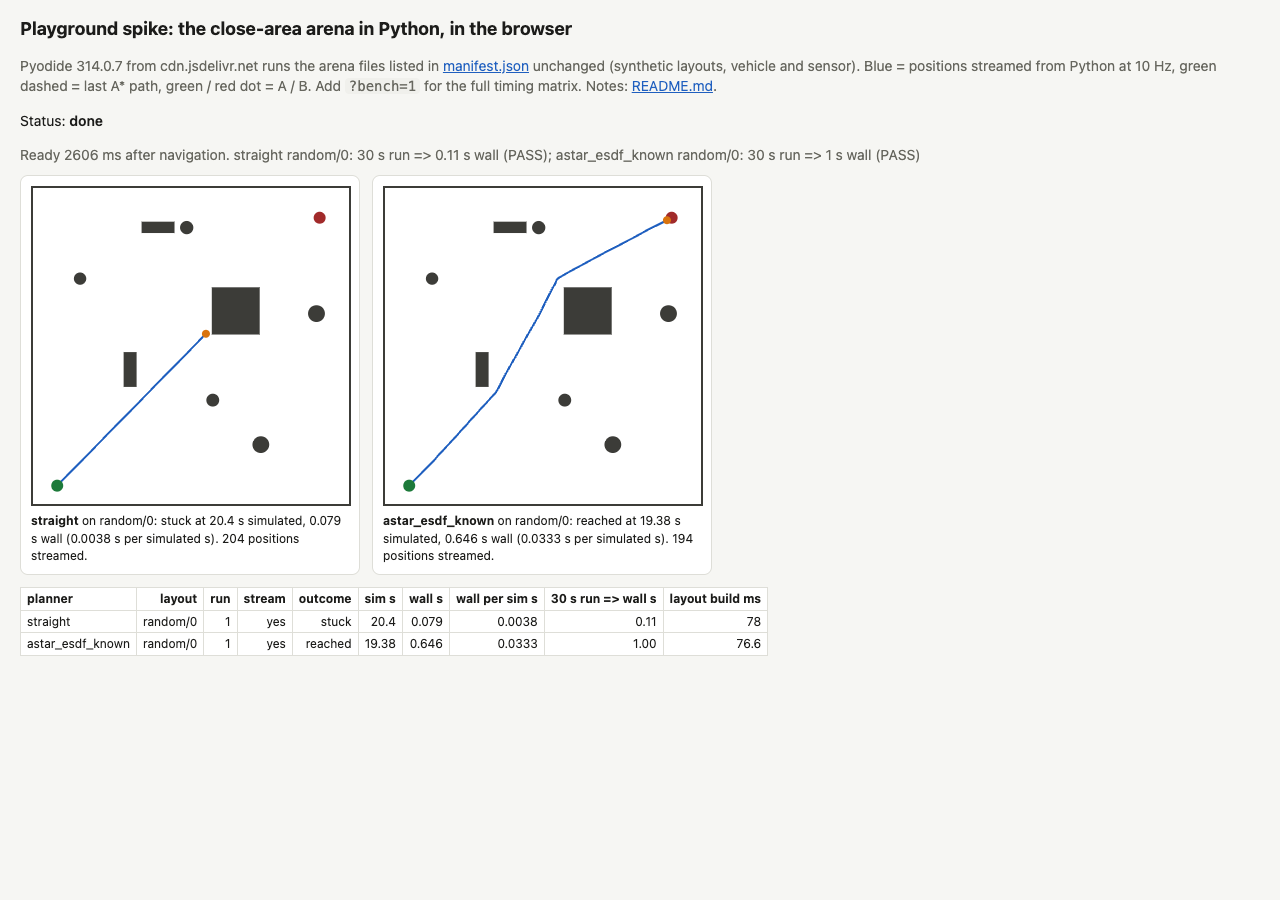 Playground spike: the close-area arena in Python, in the browser
Pyodide 314.0.7 from cdn.jsdelivr.net runs the arena files listed in manifest.json unchanged (synthetic layouts, vehicle and sensor). Blue = positions streamed from Python at 10 Hz, green
dashed = last A* path, green / red dot = A / B. Add ?bench=1 for the full timing matrix. Notes: README.md.
Status: done
Ready 2606 ms after navigation. straight random/0: 30 s run => 0.11 s wall (PASS); astar_esdf_known random/0: 30 s run => 1 s wall (PASS)
straight on random/0: stuck at 20.4 s simulated, 0.079
s wall (0.0038 s per simulated s). 204 positions
streamed.
astar_esdf_known on random/0: reached at 19.38 s
simulated, 0.646 s wall (0.0333 s per simulated s). 194
positions streamed.
planner layout run stream outcome sim s wall s wall per sim s 30 s run => wall s layout build ms
straight random/0 1 yes stuck 20.4 0.079 0.0038 0.11 78
astar_esdf_known random/0 1 yes reached 19.38 0.646 0.0333 1.00 76.6